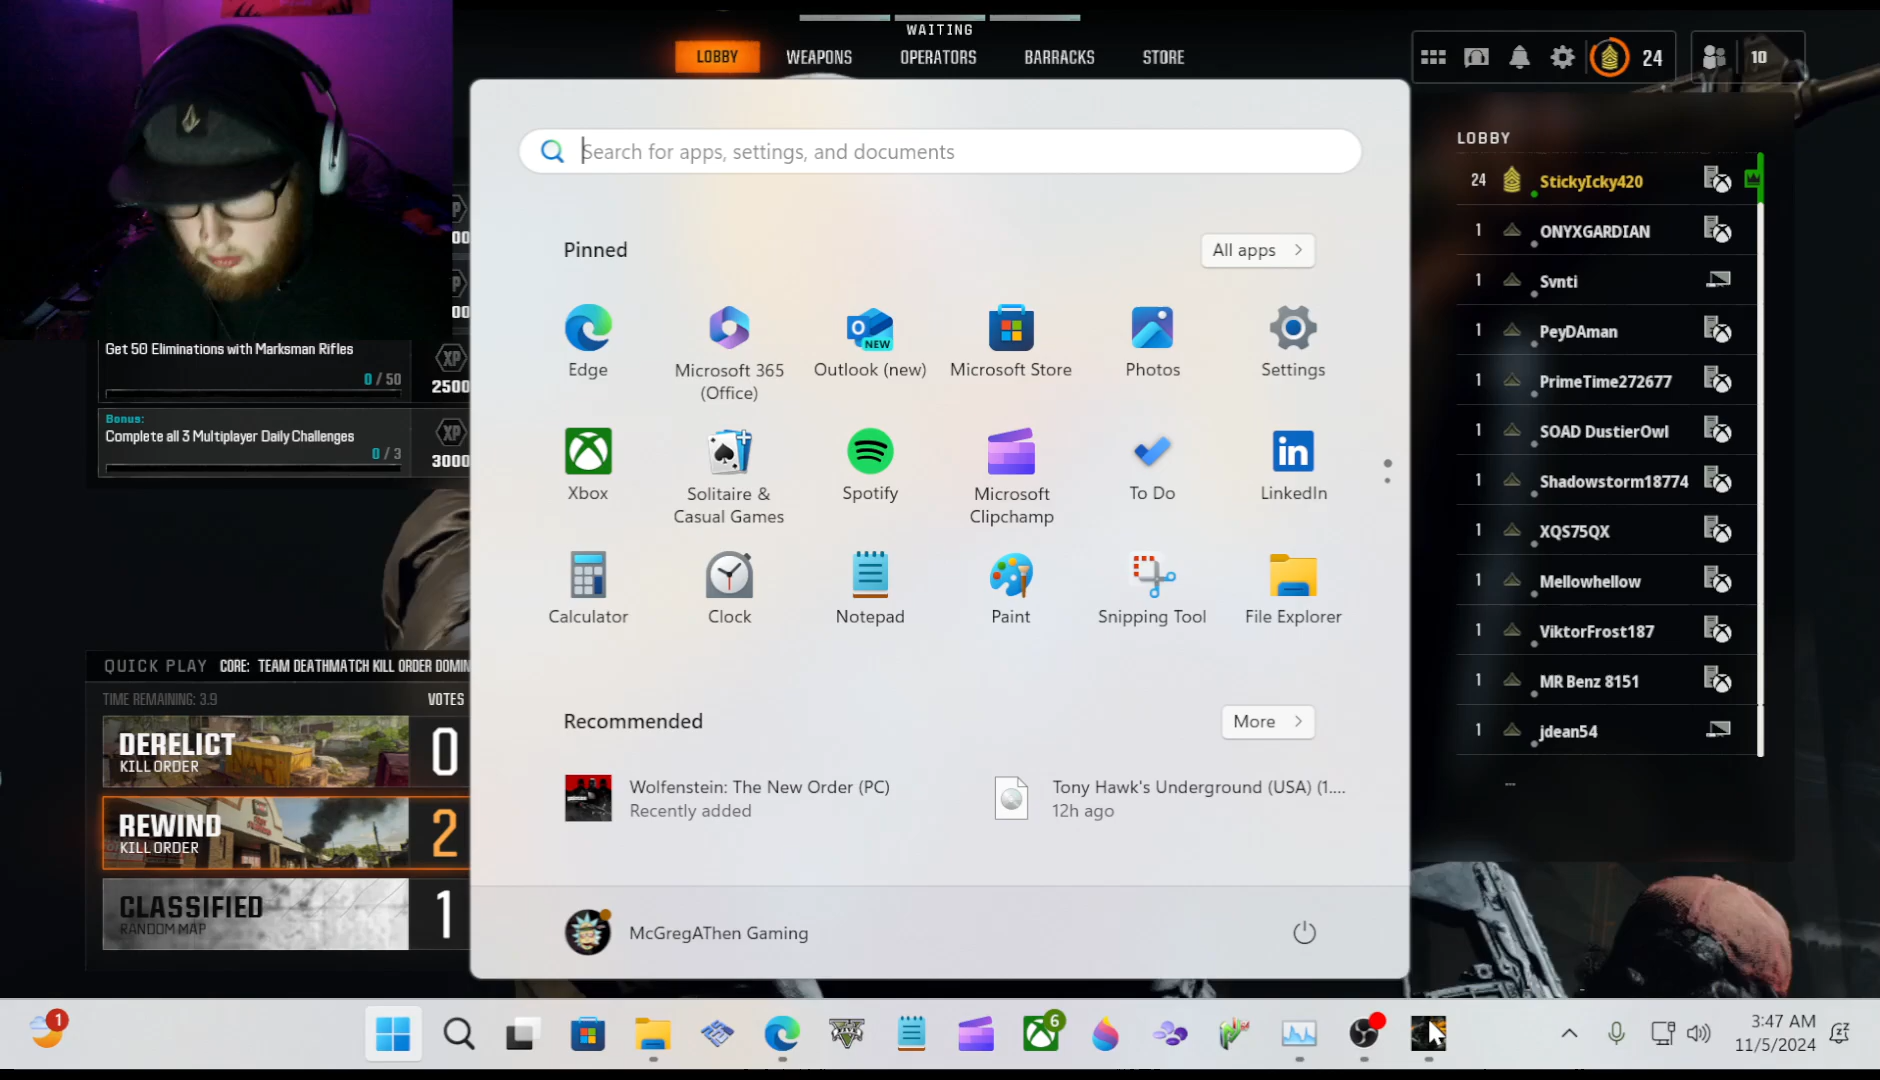 WAITING
LOBBY
WEAPONS
OPERATORS
BARRACKS
STORE
24
10
Search for apps, settings, and documents
Pinned
All apps
Edge
Microsoft 365
(Office)
NEW
Outlook (new)
Microsoft Store
Photos
Settings
Xbox
Solitaire &
Casual Games
Spotify
Microsoft
Clipchamp
To Do
in
LinkedIn
Calculator
Clock
Notepad
Paint
Snipping Tool
File Explorer
Recommended
More
Wolfenstein: The New Order (PC)
Recently added
Tony Hawk's Underground (USA) (1....
12h ago
McGregAThen Gaming
Get 50 Eliminations with Marksman Rifles
0 / 50
XP
2500
Bonus:
Complete all 3 Multiplayer Daily Challenges
0 / 3
XP
3000
QUICK PLAY CORE: TEAM DEATHMATCH KILL ORDER DOMIN
TIME REMAINING: 3.9
VOTES
DERELICT
KILL ORDER
0
REWIND
KILL ORDER
2
CLASSIFIED
RANDOM MAP
1
LOBBY
24 StickyIcky420
1 ONYXGARDIAN
1 Svnti
1 PeyDAman
1 PrimeTime272677
1 SOAD DustierOwl
1 Shadowstorm18774
1 XQS75QX
1 Mellowhellow
1 ViktorFrost187
1 MR Benz 8151
1 jdean54
1
6
3:47 AM
11/5/2024